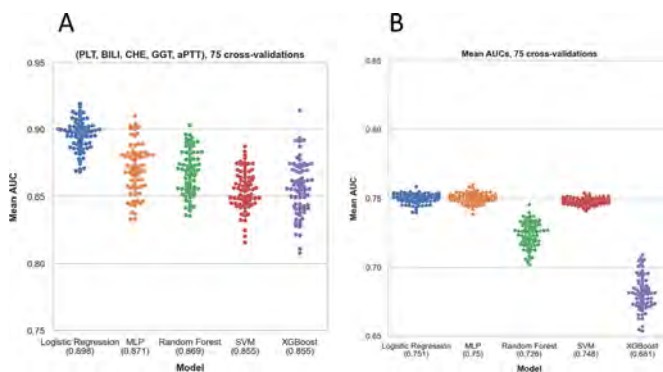 A
(PLT, BILI, CHE, GGT, aPTT), 75 cross-validations
0.95
0.90
0.85
0.80
0.75
Mean AUC
Logistic Regression MLP Random Forest SVM XGBoost
(0.898) (0.871) (0.869) (0.855) (0.855)
Model
B
Mean AUCs, 75 cross-validations
0.85
0.80
0.75
0.70
0.65
Mean AUC
Logistic Regression MLP Random Forest SVM XGBoost
(0.751) (0.75) (0.726) (0.748) (0.681)
Model